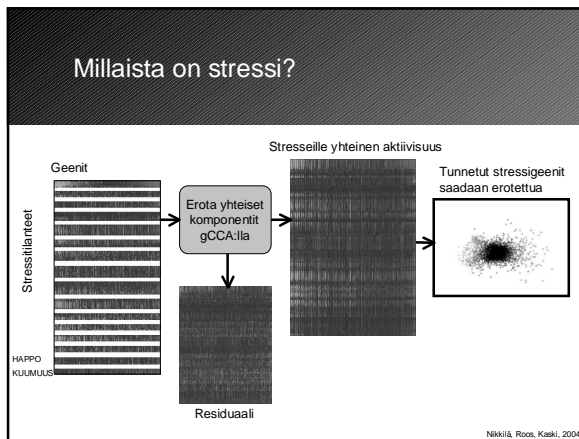 Millaista on stressi?
Stresseille yhteinen aktiivisuus
Geenit
Tunnetut stressigeenit
saadaan erotettua
Erota yhteiset
komponentit
gCCA:lla
Stressitilanteet
HAPPO
KUUMUUS
Residuaali
Nikkilä, Roos, Kaski, 2004